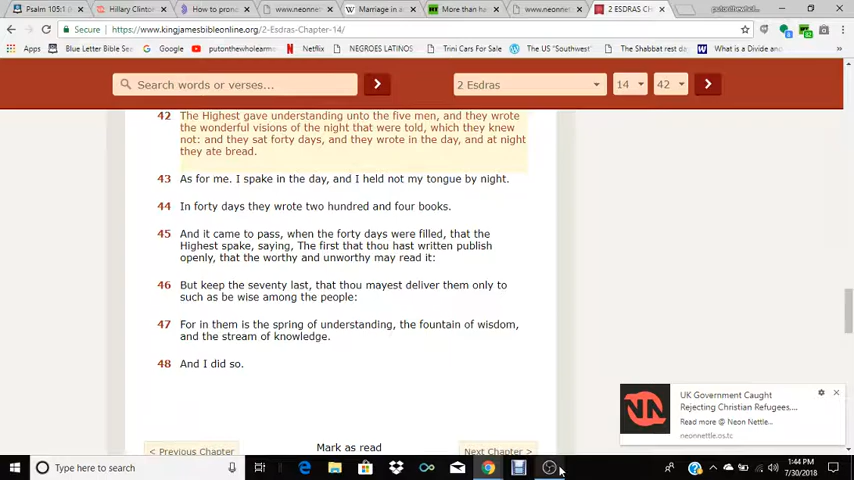 Psalm 105:1
Hillary Clinton
How to pron
www.neonnet
Marriage in a
More than ha
www.neonnet
2 ESDRAS CH
putonthewhol...
Secure
https://www.kingjamesbibleonline.org/2-Esdras-Chapter-14/
Apps
Blue Letter Bible Se
Google
putonthewholearm
Netflix
NEGROES LATINOS
Trini Cars For Sale
The US "Southwest"
The Shabbat rest d
What is a Divide an
Search words or verses...
2 Esdras
14
42
42 The Highest gave understanding unto the five men, and they wrote
the wonderful visions of the night that were told, which they knew
not: and they sat forty days, and they wrote in the day, and at night
they ate bread.
43 As for me. I spake in the day, and I held not my tongue by night.
44 In forty days they wrote two hundred and four books.
45 And it came to pass, when the forty days were filled, that the
Highest spake, saying, The first that thou hast written publish
openly, that the worthy and unworthy may read it:
46 But keep the seventy last, that thou mayest deliver them only to
such as be wise among the people:
47 For in them is the spring of understanding, the fountain of wisdom,
and the stream of knowledge.
48 And I did so.
UK Government Caught
Rejecting Christian Refugees,...
Read more @ Neon Nettle...
neonnettle.os.tc
< Previous Chapter
Mark as read
Next Chapter >
Type here to search
1:44 PM
7/30/2018